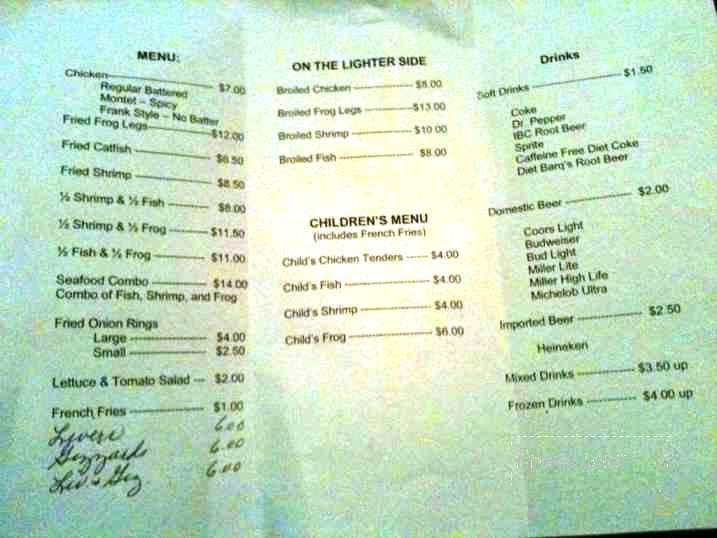 MENU:
Chicken---------- $7.00
Regular Battered
Montet – Spicy
Frank Style – No Batter
Fried Frog Legs---------- $12.00
Fried Catfish ---------- $6.50
Fried Shrimp ---------- $8.50
½ Shrimp & ½ Fish ---------- $8.00
½ Shrimp & ½ Frog ---------- $11.50
½ Fish & ½ Frog ---------- $11.00
Seafood Combo ---------- $14.00
Combo of Fish, Shrimp, and Frog
Fried Onion Rings
Large ---------- $4.00
Small ---------- $2.50
Lettuce & Tomato Salad --- $2.00
French Fries ---------- $1.00
Livers 6.00
Gizzards 6.00
Liv & Giz 6.00
ON THE LIGHTER SIDE
Broiled Chicken ---------- $8.00
Broiled Frog Legs ---------- $13.00
Broiled Shrimp ---------- $10.00
Broiled Fish ---------- $8.00
CHILDREN'S MENU
(includes French Fries)
Child's Chicken Tenders ------ $4.00
Child's Fish ---------- $4.00
Child's Shrimp ---------- $4.00
Child's Frog ---------- $6.00
Drinks
Soft Drinks ---------- $1.50
Coke
Dr. Pepper
IBC Root Beer
Sprite
Caffeine Free Diet Coke
Diet Barq's Root Beer
Domestic Beer ---------- $2.00
Coors Light
Budweiser
Bud Light
Miller Lite
Miller High Life
Michelob Ultra
Imported Beer ---------- $2.50
Heineken
Mixed Drinks ---------- $3.50 up
Frozen Drinks ---------- $4.00 up